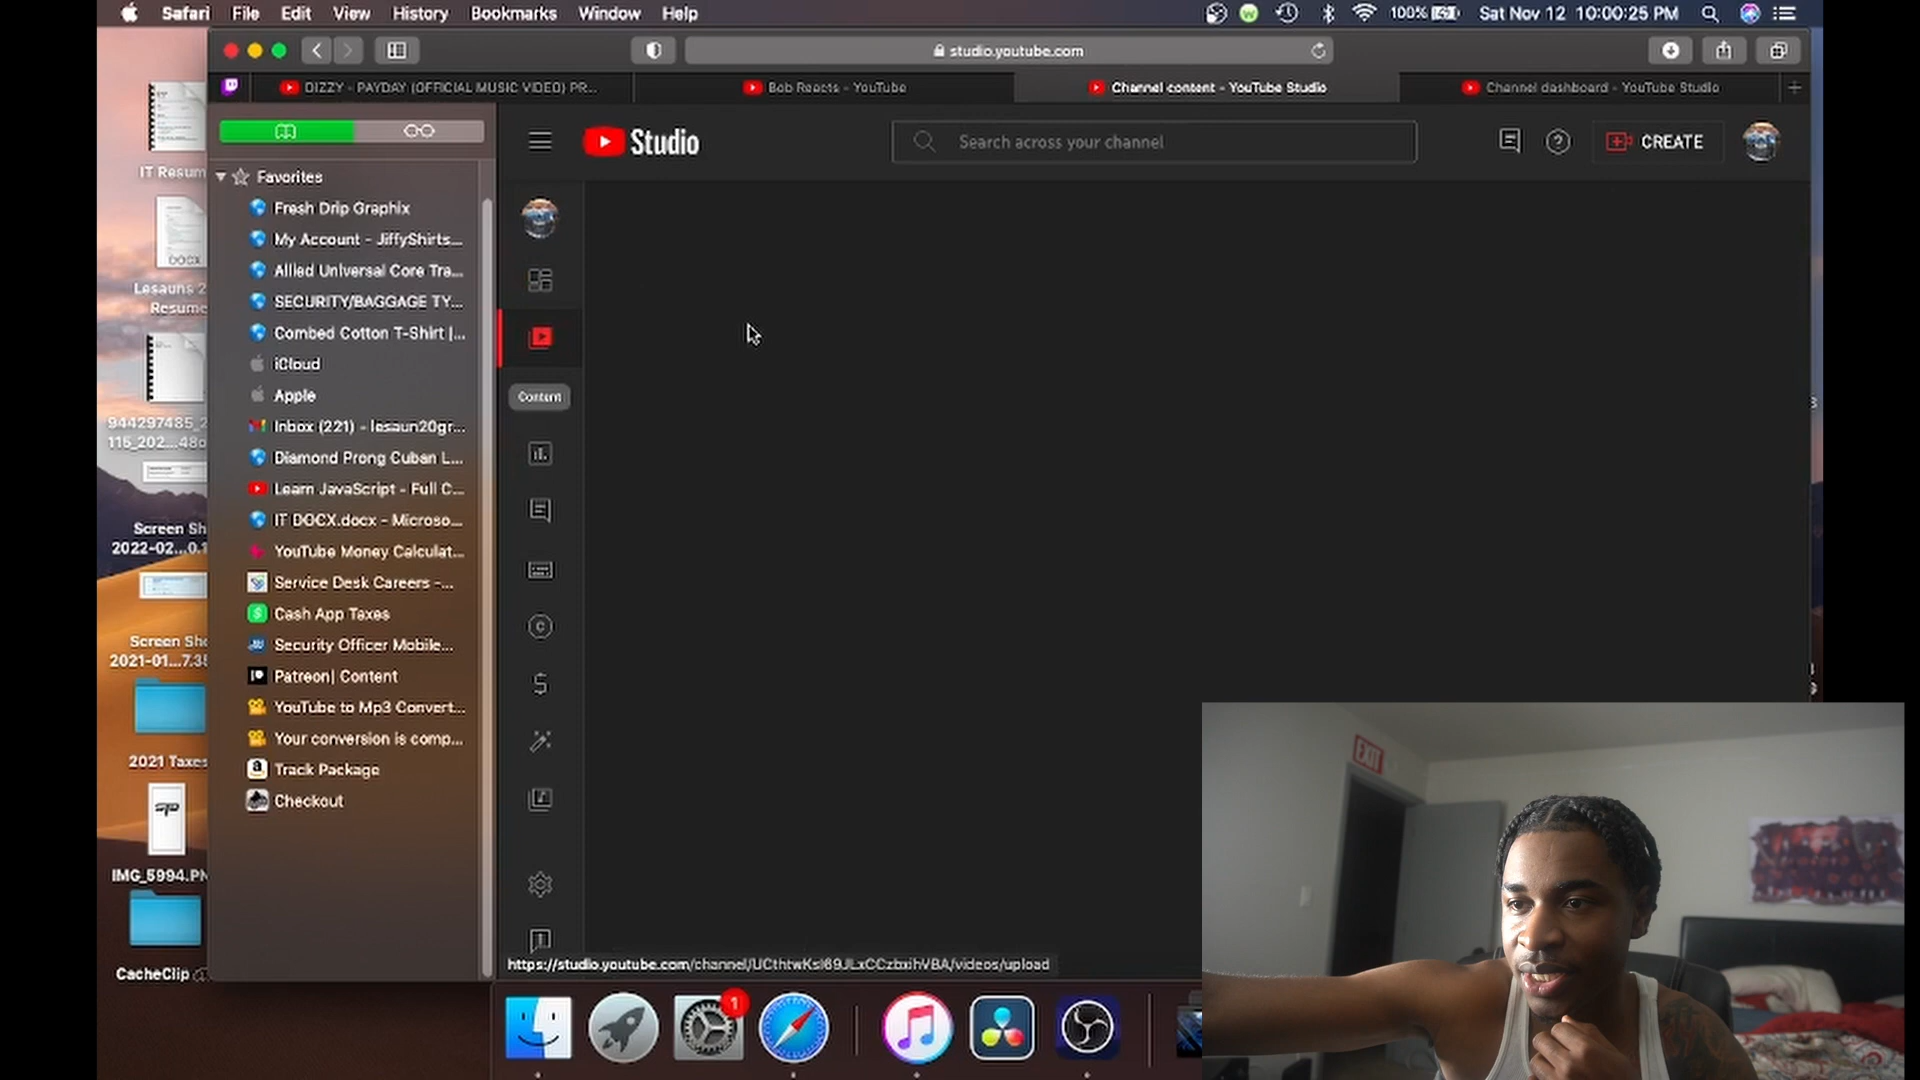 Safari File Edit View History Bookmarks Window Help
100% Sat Nov 12 10:00:25 PM
studio.youtube.com
DIZZY - PAYDAY (OFFICIAL MUSIC VIDEO) PR...
Bob Reacts - YouTube
Channel content - YouTube Studio
Channel dashboard - YouTube Studio
Studio
Search across your channel
CREATE
Favorites
Fresh Drip Graphix
My Account - JiffyShirts...
Allied Universal Core Tra...
SECURITY/BAGGAGE TY...
Combed Cotton T-Shirt |...
iCloud
Apple
Inbox (221) - lesaun20gr...
Diamond Prong Cuban L...
Learn JavaScript - Full C...
IT DOCX.docx - Microso...
YouTube Money Calculat...
Service Desk Careers -...
Cash App Taxes
Security Officer Mobile...
Patreon| Content
YouTube to Mp3 Convert...
Your conversion is comp...
Track Package
Checkout
Content
IT Resum
DOCX
Lesauns 2
Resume
944297485_2
115_202...48
Screen Sh
2022-02...0.1
Screen Sho
2021-01...7.35
2021 Taxes
IMG_5994.PN
CacheClip
https://studio.youtube.com/channel/UCthtwKsI69JLxCCzbxihVBA/videos/upload
1
EXIT